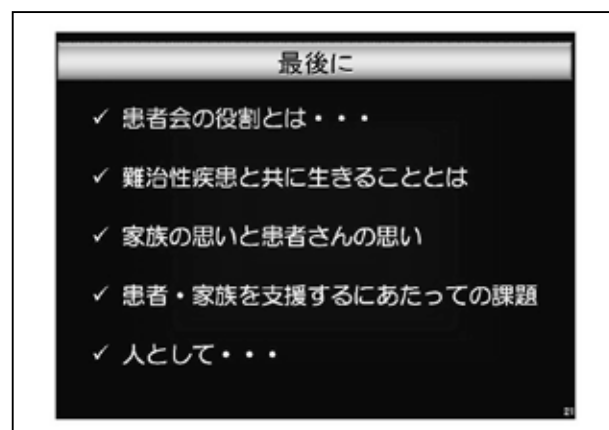 最後に
✓ 患者会の役割とは・・・
✓ 難治性疾患と共に生きることとは
✓ 家族の思いと患者さんの思い
✓ 患者・家族を支援するにあたっての課題
✓ 人として・・・
21